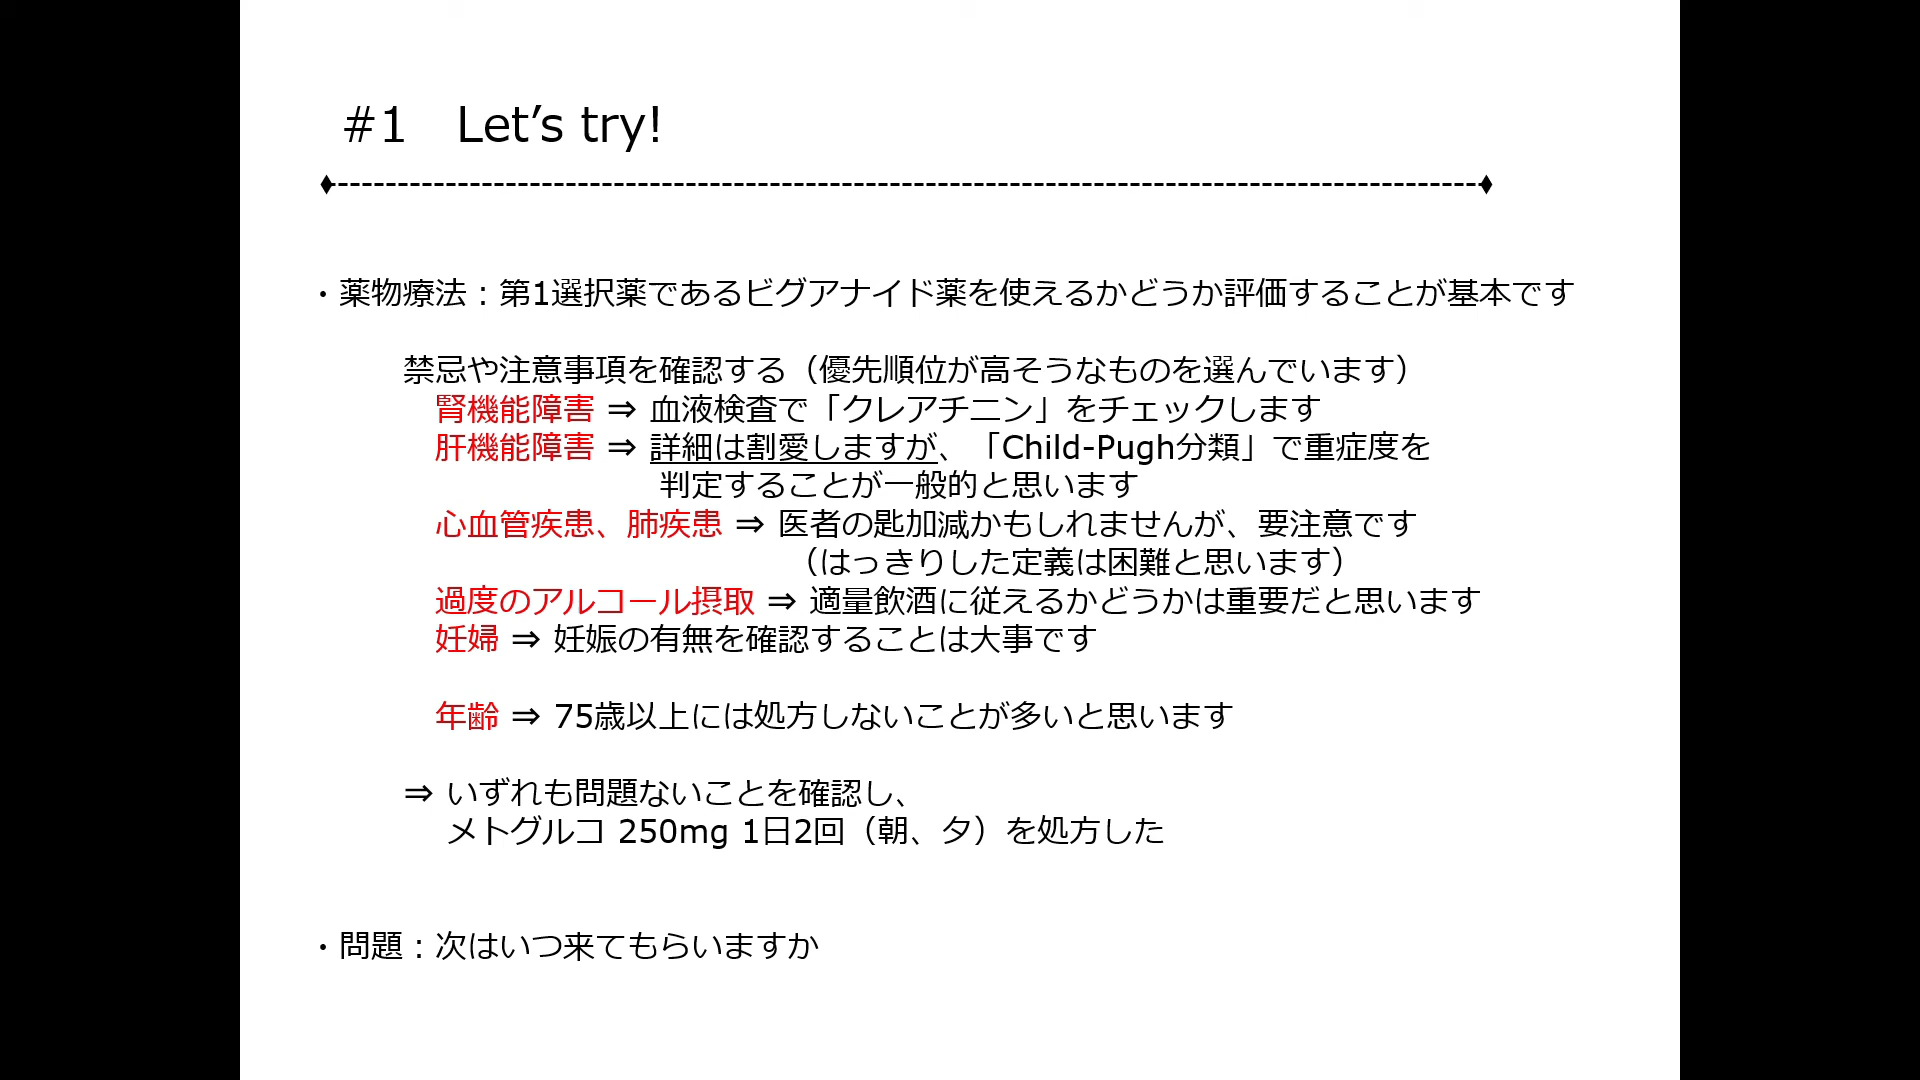 #1　Let’s try!
・薬物療法：第1選択薬であるビグアナイド薬を使えるかどうか評価することが基本です
禁忌や注意事項を確認する（優先順位が高そうなものを選んでいます）
腎機能障害 ⇒ 血液検査で「クレアチニン」をチェックします
肝機能障害 ⇒ 詳細は割愛しますが、「Child-Pugh分類」で重症度を
判定することが一般的と思います
心血管疾患、肺疾患 ⇒ 医者の匙加減かもしれませんが、要注意です
（はっきりした定義は困難と思います）
過度のアルコール摂取 ⇒ 適量飲酒に従えるかどうかは重要だと思います
妊婦 ⇒ 妊娠の有無を確認することは大事です
年齢 ⇒ 75歳以上には処方しないことが多いと思います
⇒ いずれも問題ないことを確認し、
メトグルコ 250mg 1日2回（朝、夕）を処方した
・問題：次はいつ来てもらいますか